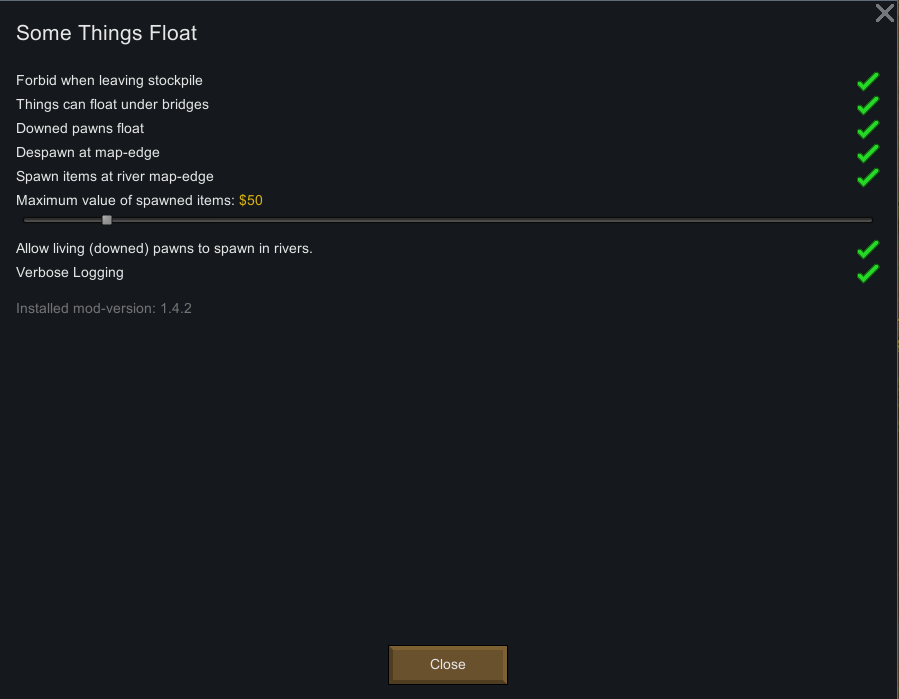 Some Things Float
Forbid when leaving stockpile
Things can float under bridges
Downed pawns float
Despawn at map-edge
Spawn items at river map-edge
Maximum value of spawned items: $50
Allow living (downed) pawns to spawn in rivers.
Verbose Logging
Installed mod-version: 1.4.2
Close